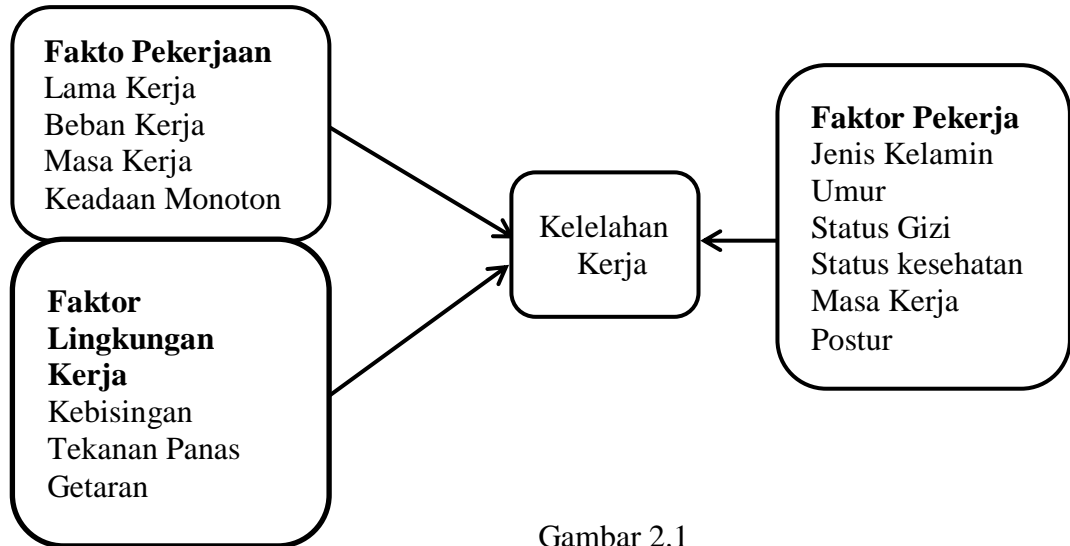 Fakto Pekerjaan
Lama Kerja
Beban Kerja
Masa Kerja
Keadaan Monoton
Faktor
Lingkungan
Kerja
Kebisingan
Tekanan Panas
Getaran
Kelelahan
Kerja
Faktor Pekerja
Jenis Kelamin
Umur
Status Gizi
Status kesehatan
Masa Kerja
Postur
Gambar 2.1